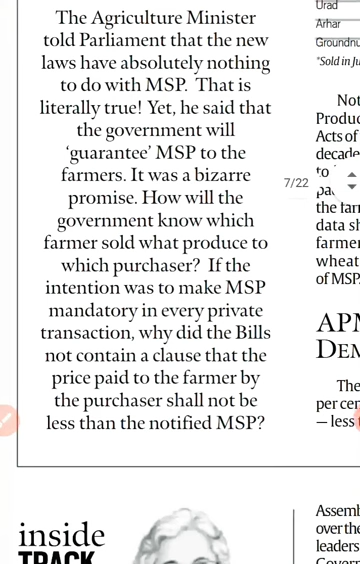 The Agriculture Minister
told Parliament that the new
laws have absolutely nothing
to do with MSP. That is
literally true! Yet, he said that
the government will
‘guarantee’ MSP to the
farmers. It was a bizarre
promise. How will the
government know which
farmer sold what produce to
which purchaser? If the
intention was to make MSP
mandatory in every private
transaction, why did the Bills
not contain a clause that the
price paid to the farmer by
the purchaser shall not be
less than the notified MSP?
inside
TRACK
7/22
Urad
Arhar
Groundnu
"Sold in Ju
Not
Produc
Acts of
decade
to
the farm
data sh
farmer
wheat
of MSP.
APM
DEM
The
per cen
— less t
Assemb
over the
leaders